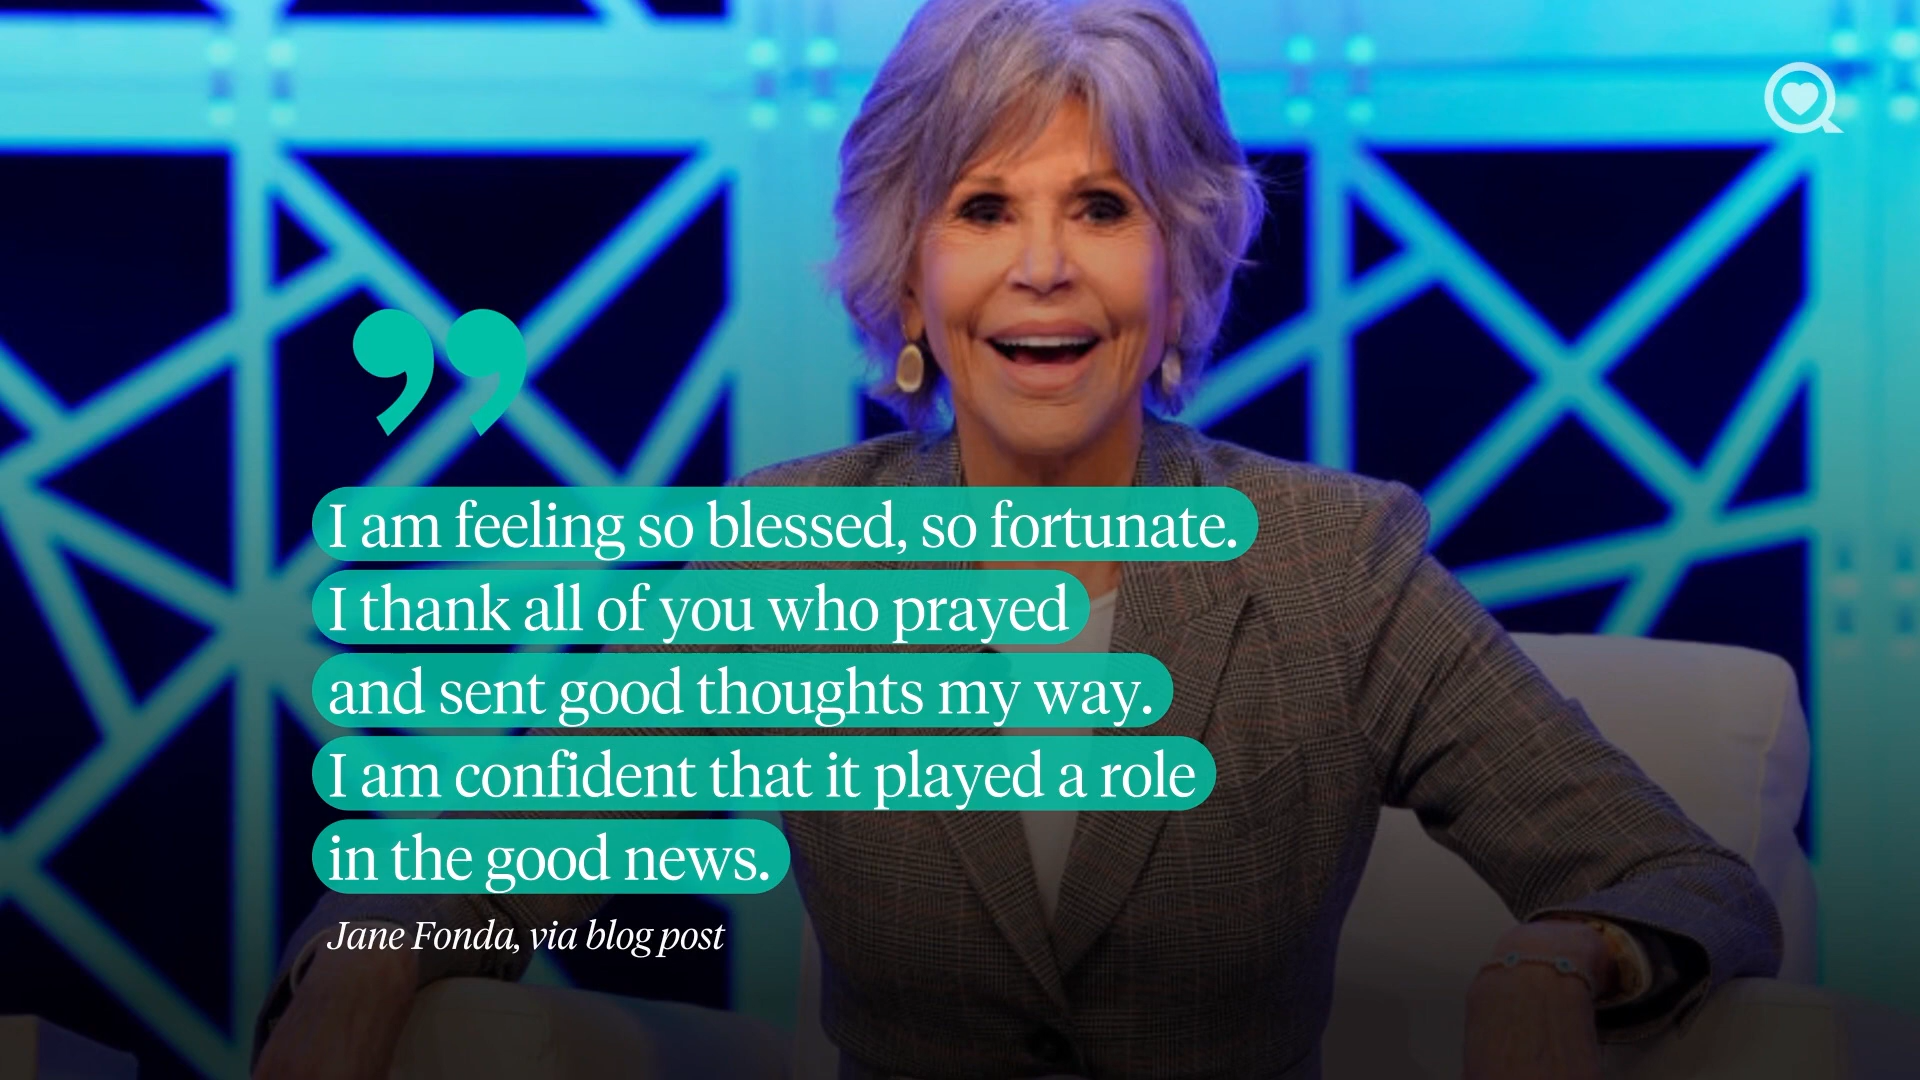 ”
I am feeling so blessed, so fortunate.
I thank all of you who prayed
and sent good thoughts my way.
I am confident that it played a role
in the good news.
Jane Fonda, via blog post